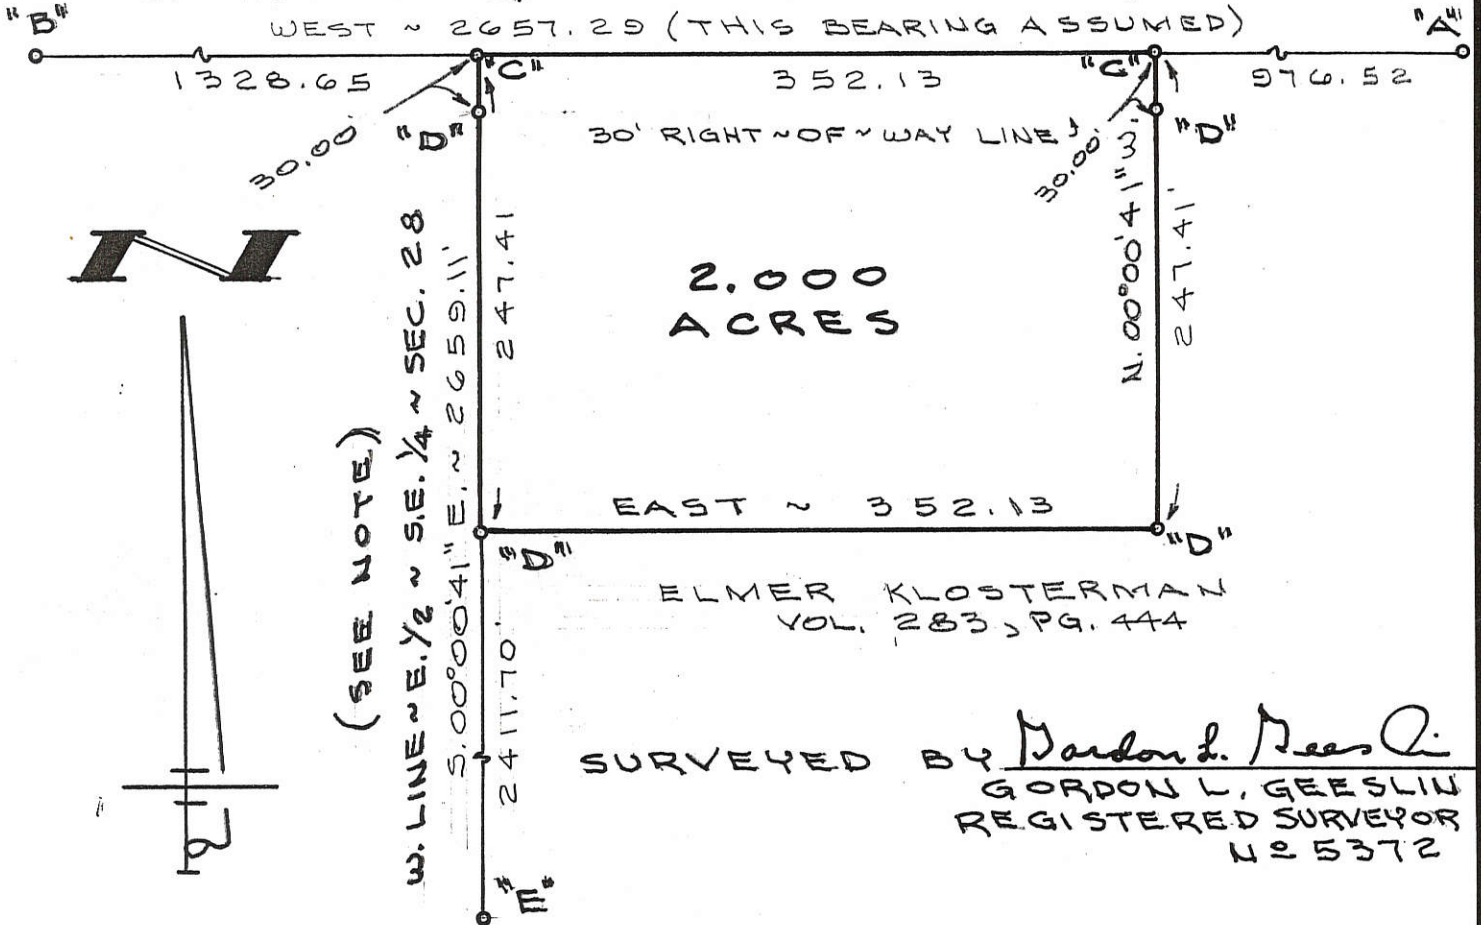 "B"
WEST ~ 2657.29 (THIS BEARING ASSUMED)
"A"
1328.65
"C"
352.13
"C"
976.52
30.00
"D"
30' RIGHT~OF~WAY LINE
30.00'
"D"
N
W. LINE ~ E. 1/2 ~ S.E. 1/4 ~ SEC. 28
(SEE NOTE)
S.00°00'41" E. ~ 2659.11'
247.41
2.000
ACRES
N. 00°00'41" W.
247.41'
EAST ~ 352.13
"D"
"D"
ELMER KLOSTERMAN
VOL. 283, PG. 444
2411.70'
SURVEYED BY Gordon L. Geeslin
GORDON L. GEESLIN
REGISTERED SURVEYOR
Nº 5372
"E"